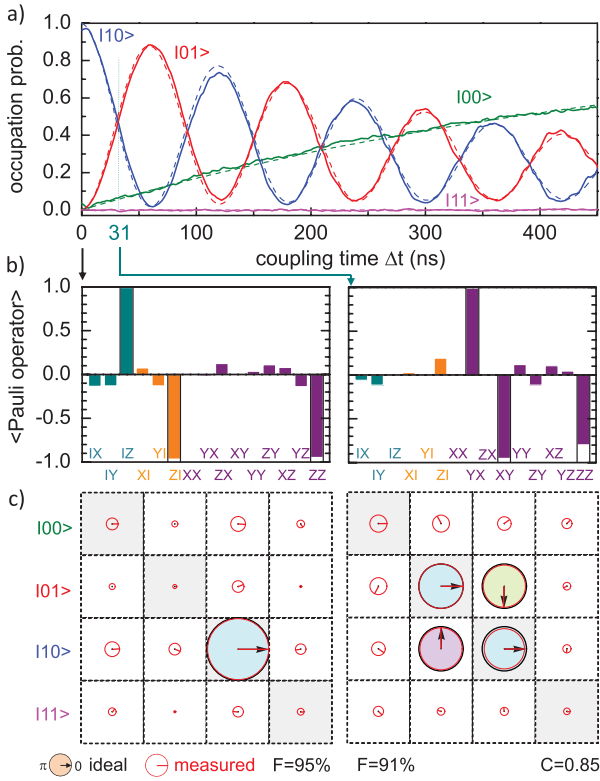 a)
occupation prob.
1.0
0.8
0.6
0.4
0.2
0.0
I10>
I01>
I00>
I11>
0 31 100 200 300 400
coupling time Δt (ns)
b)
<Pauli operator>
1.0
0.5
0.0
-0.5
-1.0
IX IZ YI YX XY ZY YZ
IY XI ZI XX ZX YY XZ ZZ
IX IZ YI XX ZX YY XZ
IY XI ZI YX XY ZY YZ ZZ
c)
I00>
I01>
I10>
I11>
π 0 ideal measured F=95% F=91% C=0.85